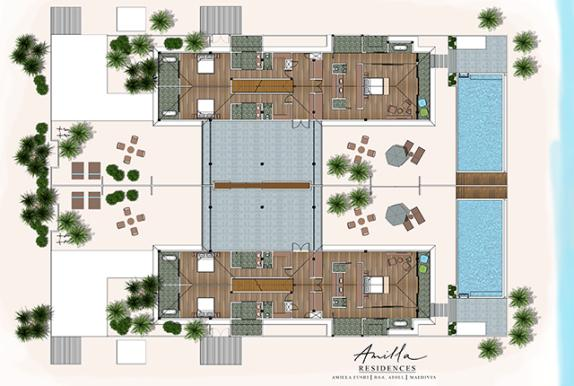 Amilla
RESIDENCES
AMILLA FUSHI | BAA ATOLL | MALDIVES